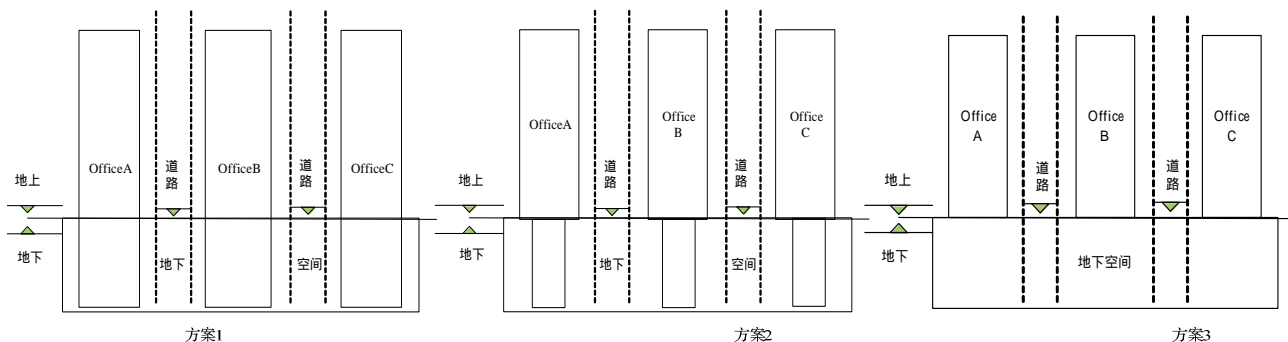 OfficeA
道
路
OfficeB
道
路
OfficeC
地上
地下
地下
空间
方案1
OfficeA
道
路
Office
B
道
路
Office
C
地上
地下
地下
空间
方案2
Office
A
道
路
Office
B
道
路
Office
C
地上
地下
地下空间
方案3